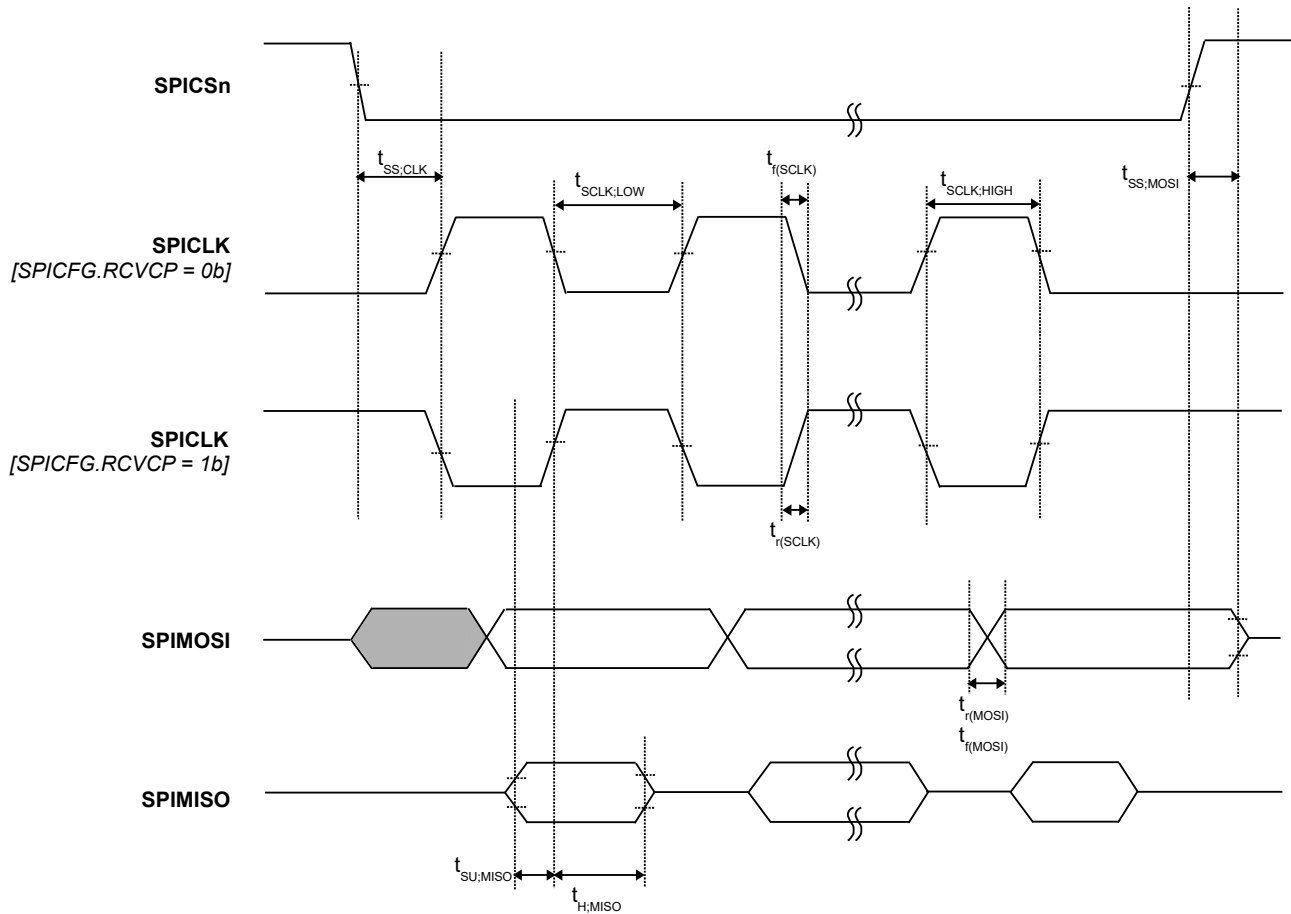 SPICSn
tSS;CLK
tSCLK;LOW
tf(SCLK)
tSCLK;HIGH
tSS;MOSI
SPICLK
[SPICFG.RCVCP = 0b]
SPICLK
[SPICFG.RCVCP = 1b]
tr(SCLK)
SPIMOSI
tr(MOSI)
tf(MOSI)
SPIMISO
tSU;MISO
tH;MISO